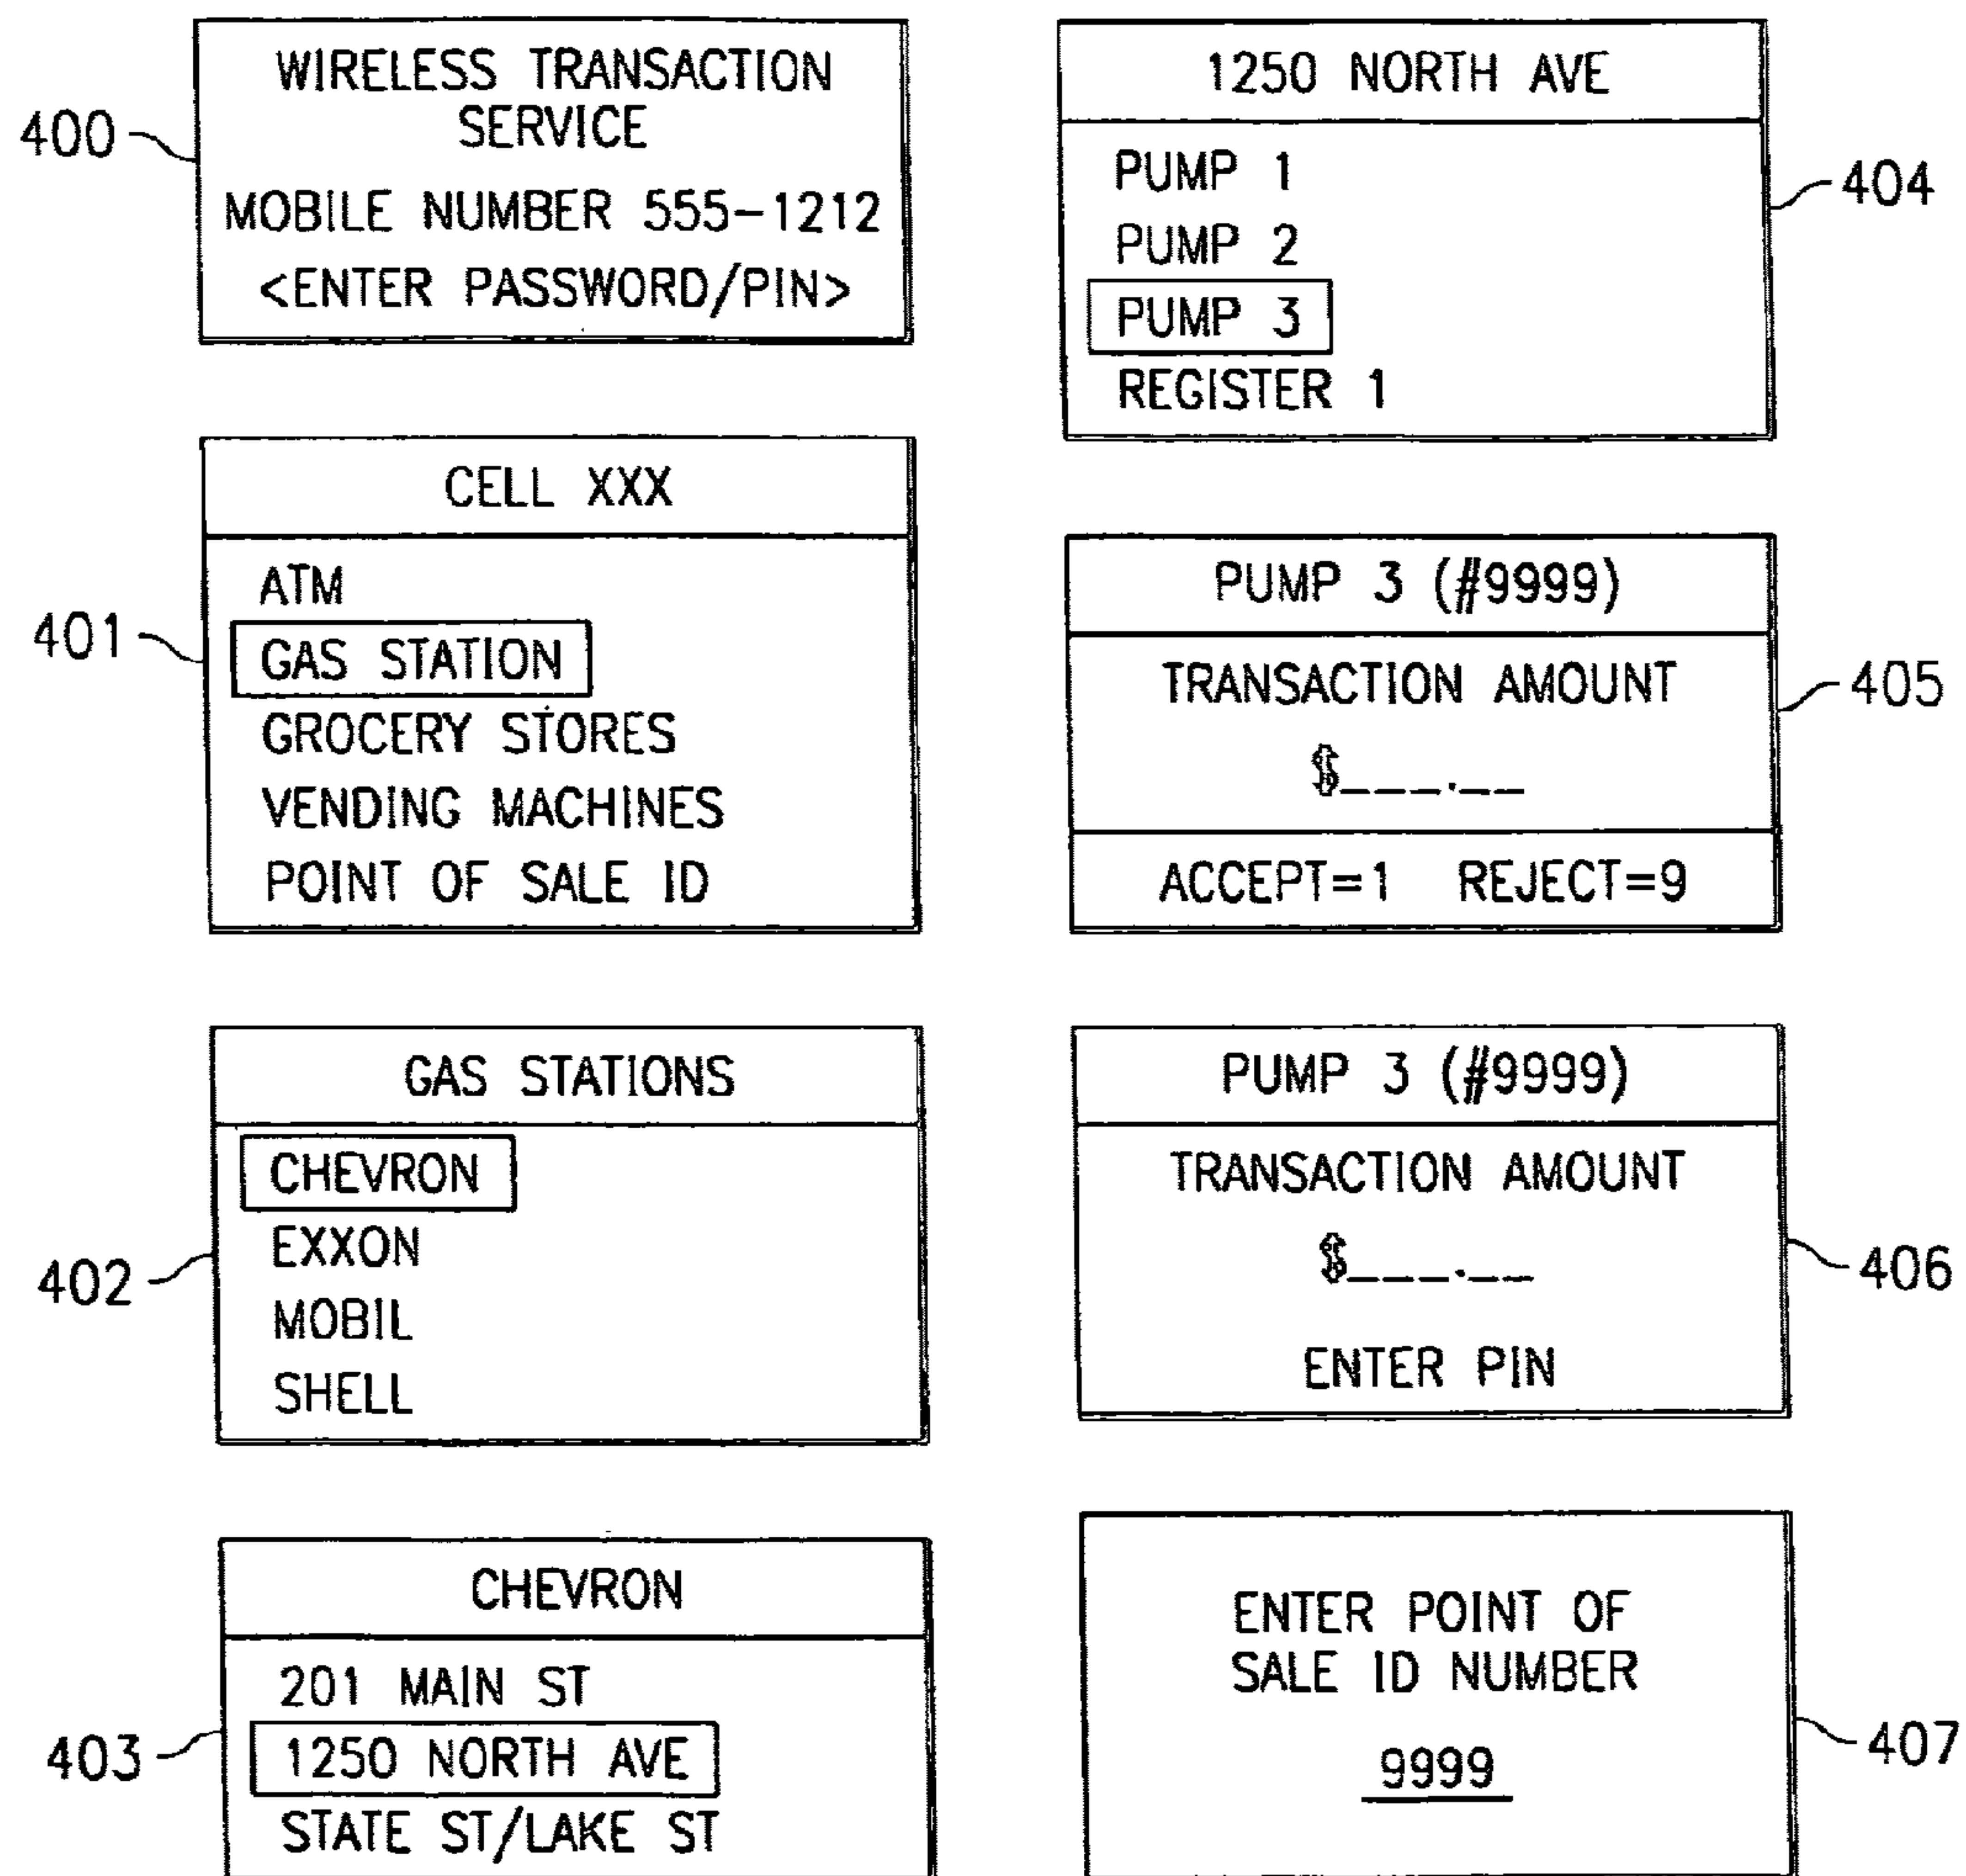 400
WIRELESS TRANSACTION
SERVICE
MOBILE NUMBER 555-1212
<ENTER PASSWORD/PIN>
401
CELL XXX
ATM
GAS STATION
GROCERY STORES
VENDING MACHINES
POINT OF SALE ID
402
GAS STATIONS
CHEVRON
EXXON
MOBIL
SHELL
403
CHEVRON
201 MAIN ST
1250 NORTH AVE
STATE ST/LAKE ST
1250 NORTH AVE
PUMP 1
PUMP 2
PUMP 3
REGISTER 1
404
PUMP 3 (#9999)
TRANSACTION AMOUNT
$___.__
ACCEPT=1 REJECT=9
405
PUMP 3 (#9999)
TRANSACTION AMOUNT
$___.__
ENTER PIN
406
ENTER POINT OF
SALE ID NUMBER
9999
407